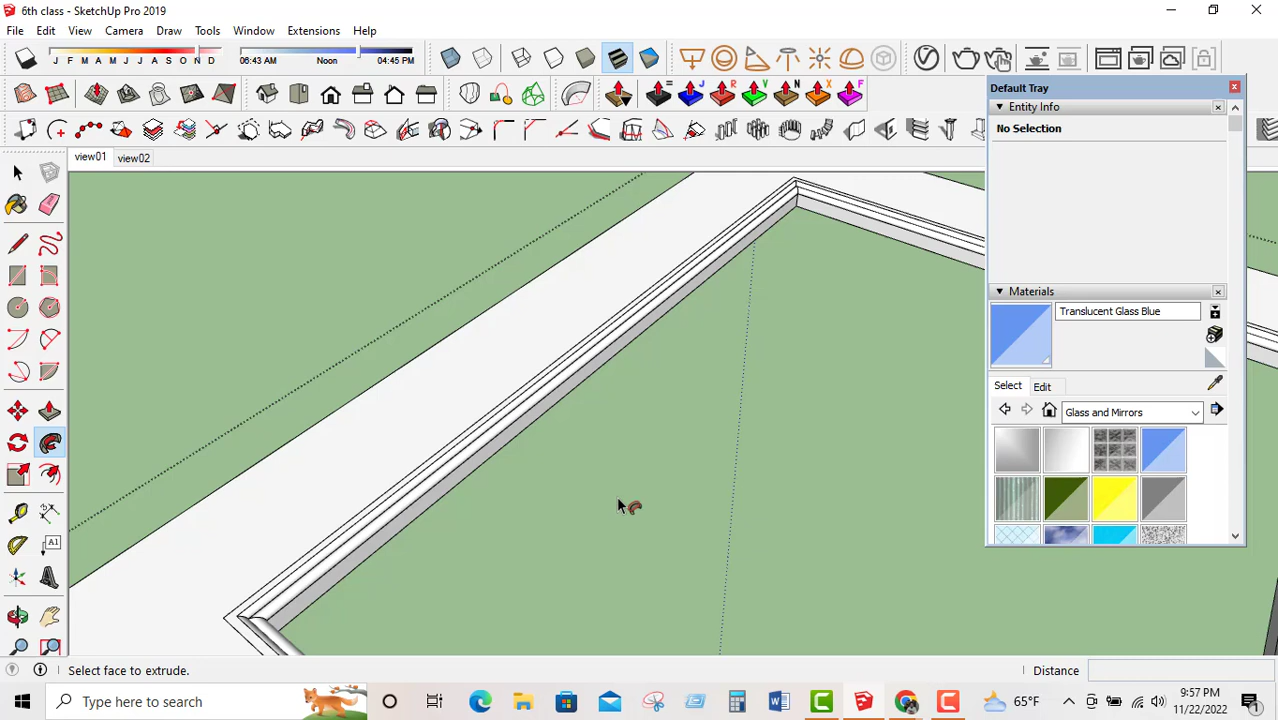 6th class - SketchUp Pro 2019
File Edit View Camera Draw Tools Window Extensions Help
J F M A M J J A S O N D
06:43 AM Noon 04:45 PM
= J R V N X F
view01 view02
Default Tray
Entity Info
No Selection
Materials
Translucent Glass Blue
Select Edit
Glass and Mirrors
A1
Select face to extrude.
Distance
Type here to search
65°F
9:57 PM
11/22/2022
1